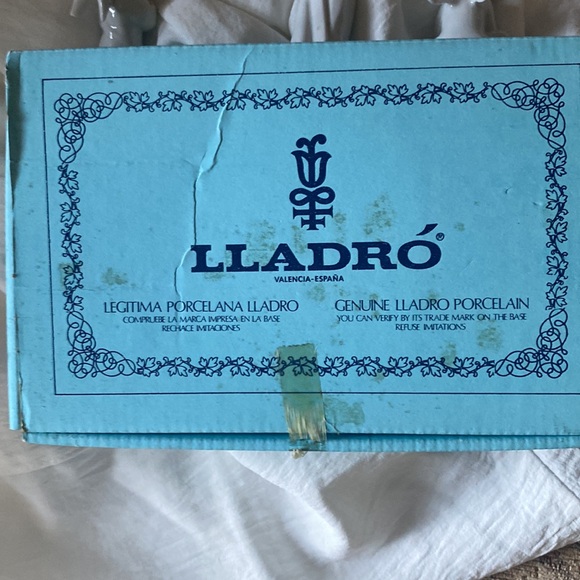 LLADRÓ®
VALENCIA-ESPAÑA
LEGITIMA PORCELANA LLADRO
COMPRUEBE LA MARCA IMPRESA EN LA BASE
RECHACE IMITACIONES
GENUINE LLADRO PORCELAIN
YOU CAN VERIFY BY ITS TRADE MARK ON THE BASE
REFUSE IMITATIONS